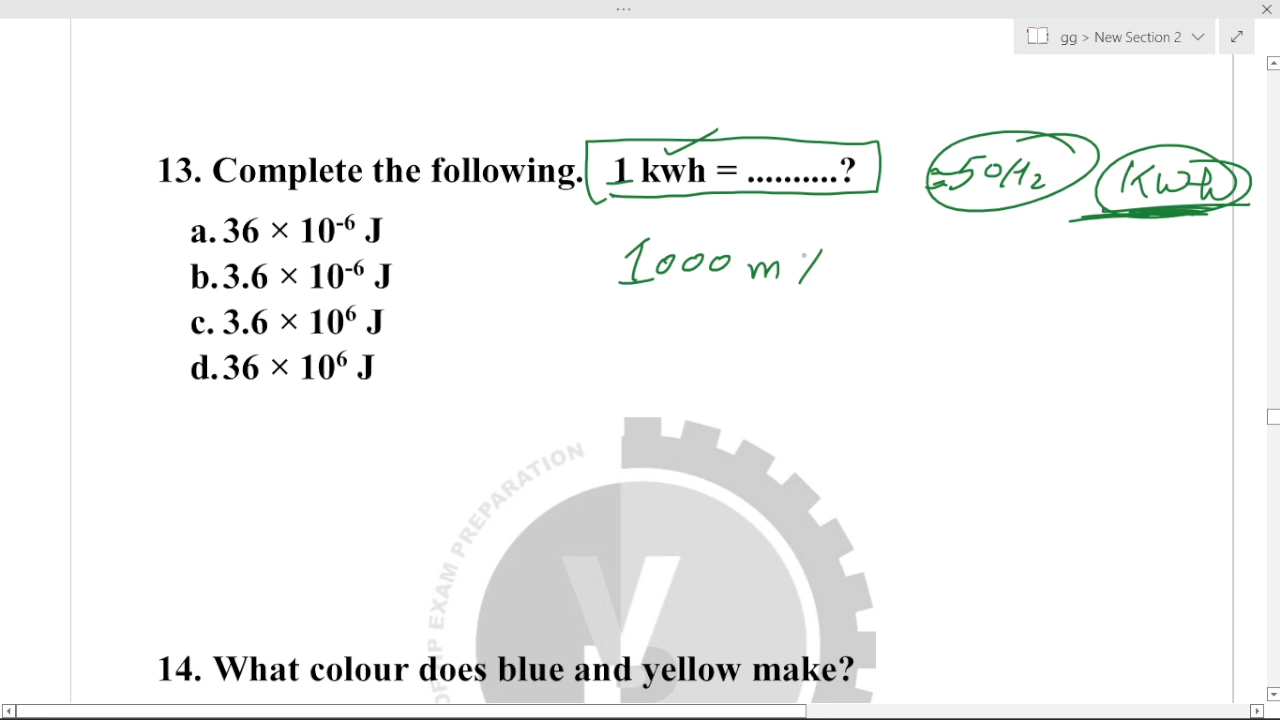 gg > New Section 2
13. Complete the following. 1 kwh = ..........?
50Hz
KWH
a. 36 × 10⁻⁶ J
1000 m
b. 3.6 × 10⁻⁶ J
c. 3.6 × 10⁶ J
d. 36 × 10⁶ J
EXAM PREPARATION
14. What colour does blue and yellow make?